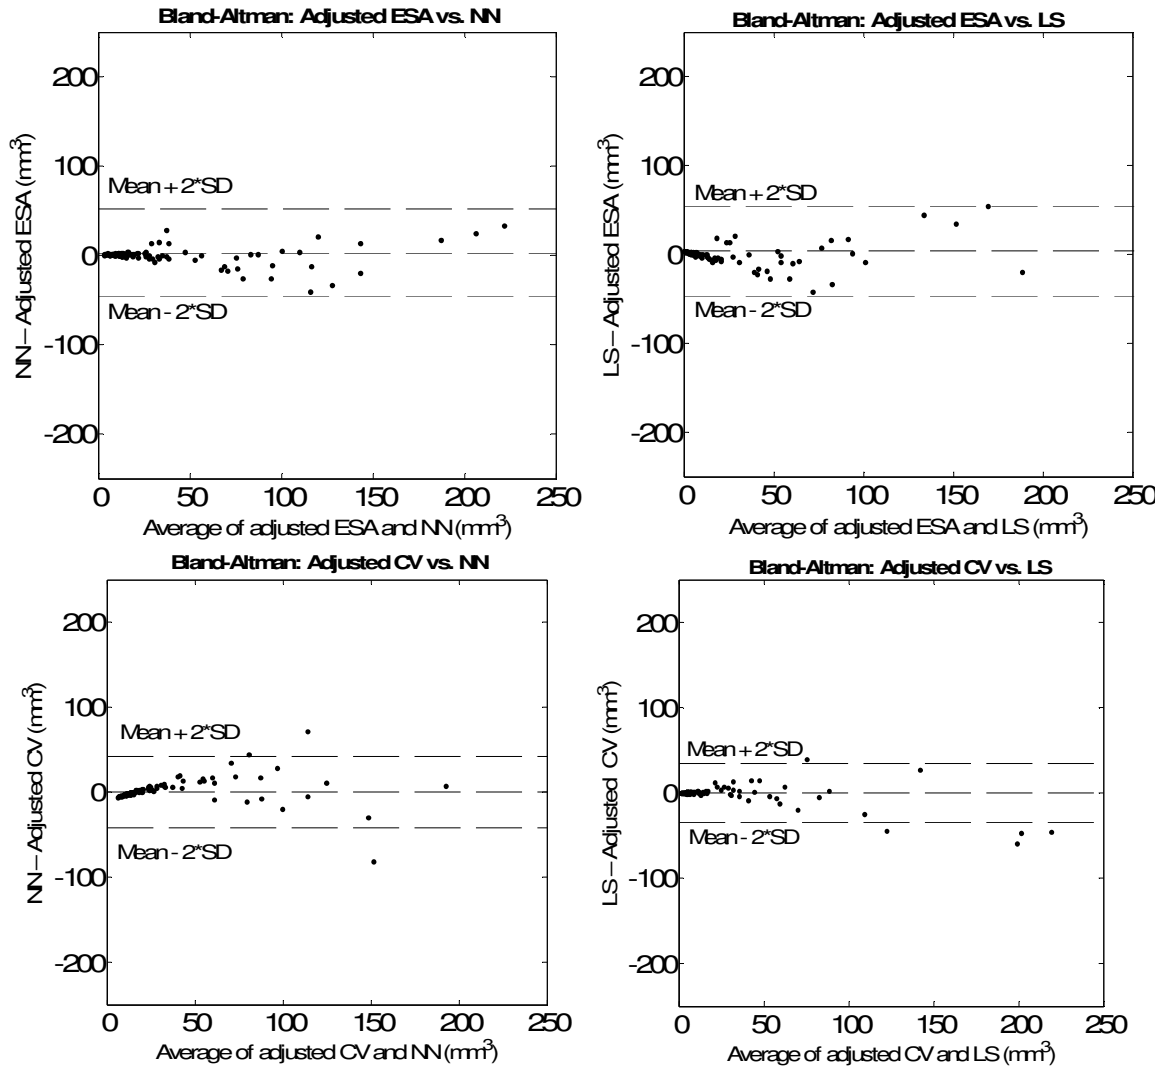 Bland-Altman: Adjusted ESA vs. NN
200
100
0
-100
-200
NN – Adjusted ESA (mm³)
Mean + 2*SD
Mean - 2*SD
0 50 100 150 200 250
Average of adjusted ESA and NN (mm³)
Bland-Altman: Adjusted ESA vs. LS
200
100
0
-100
-200
LS – Adjusted ESA (mm³)
Mean + 2*SD
Mean - 2*SD
0 50 100 150 200 250
Average of adjusted ESA and LS (mm³)
Bland-Altman: Adjusted CV vs. NN
200
100
0
-100
-200
NN – Adjusted CV (mm³)
Mean + 2*SD
Mean - 2*SD
0 50 100 150 200 250
Average of adjusted CV and NN (mm³)
Bland-Altman: Adjusted CV vs. LS
200
100
0
-100
-200
LS – Adjusted CV (mm³)
Mean + 2*SD
Mean - 2*SD
0 50 100 150 200 250
Average of adjusted CV and LS (mm³)